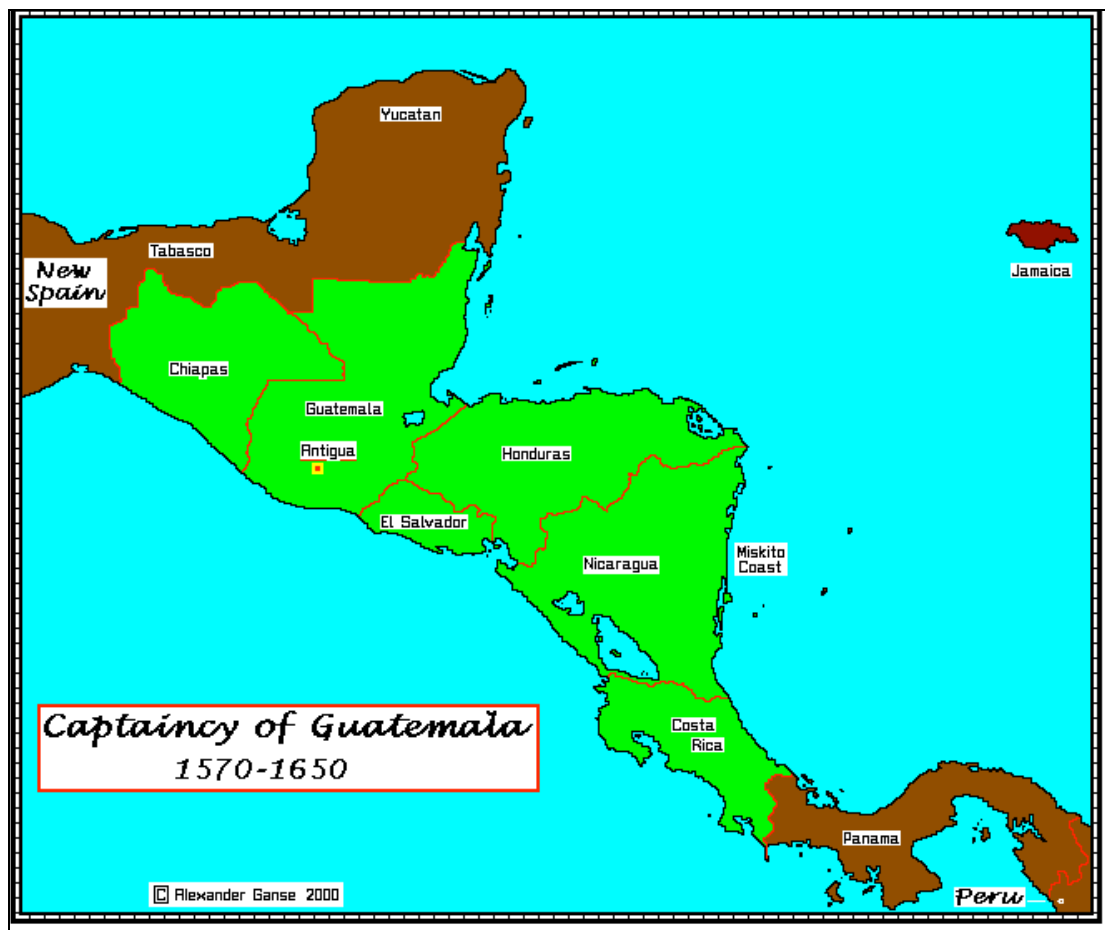 Yucatan
Tabasco
New
Spain
Jamaica
Chiapas
Guatemala
Antigua
Honduras
El Salvador
Nicaragua
Miskito
Coast
Captaincy of Guatemala
1570-1650
Costa
Rica
Panama
Peru
C Alexander Ganse 2000